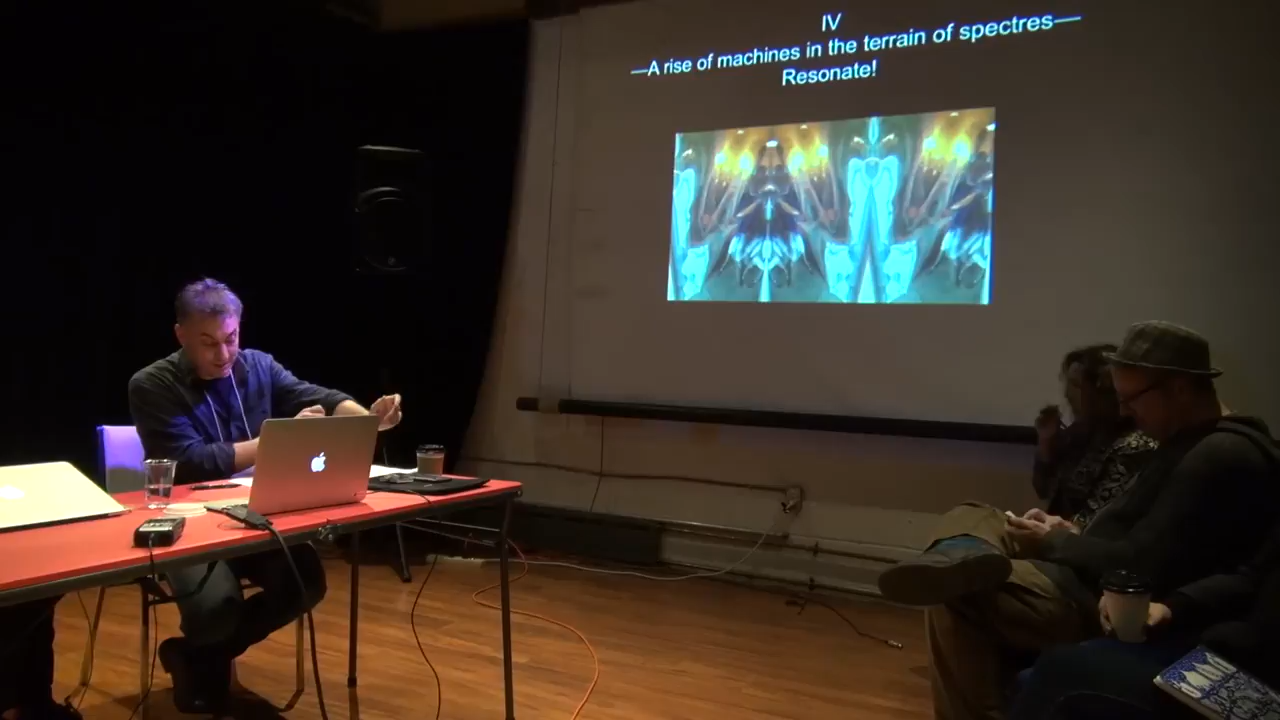 IV
—A rise of machines in the terrain of spectres—
Resonate!